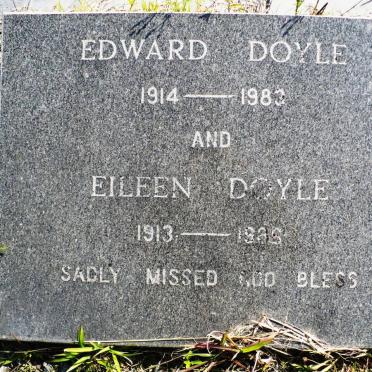 EDWARD DOYLE
1914 — 1983
AND
EILEEN DOYLE
1913 —
SADLY MISSED GOD BLESS